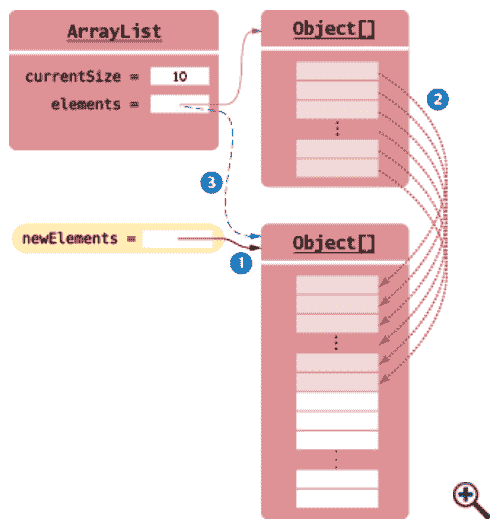 ArrayList
currentSize = 10
elements =
Object[]
2
3
newElements =
1
Object[]